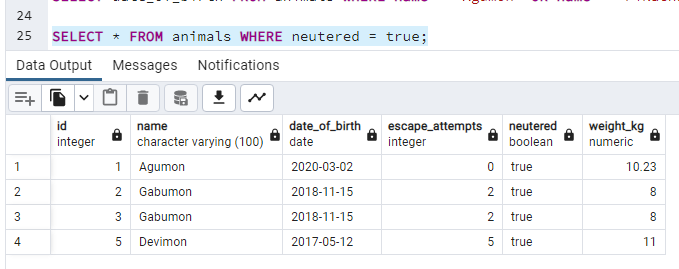 24
25 SELECT * FROM animals WHERE neutered = true;
Data Output Messages Notifications
id name date_of_birth escape_attempts neutered weight_kg
integer character varying (100) date integer boolean numeric
1 1 Agumon 2020-03-02 0 true 10.23
2 2 Gabumon 2018-11-15 2 true 8
3 3 Gabumon 2018-11-15 2 true 8
4 5 Devimon 2017-05-12 5 true 11